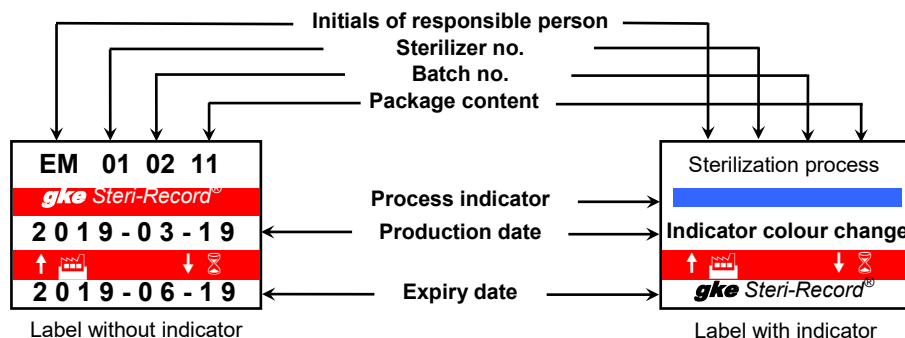 Initials of responsible person
Sterilizer no.
Batch no.
Package content
EM 01 02 11
gke Steri-Record®
2019-03-19
2019-06-19
Label without indicator
Process indicator
Production date
Expiry date
Sterilization process
Indicator colour change
gke Steri-Record®
Label with indicator